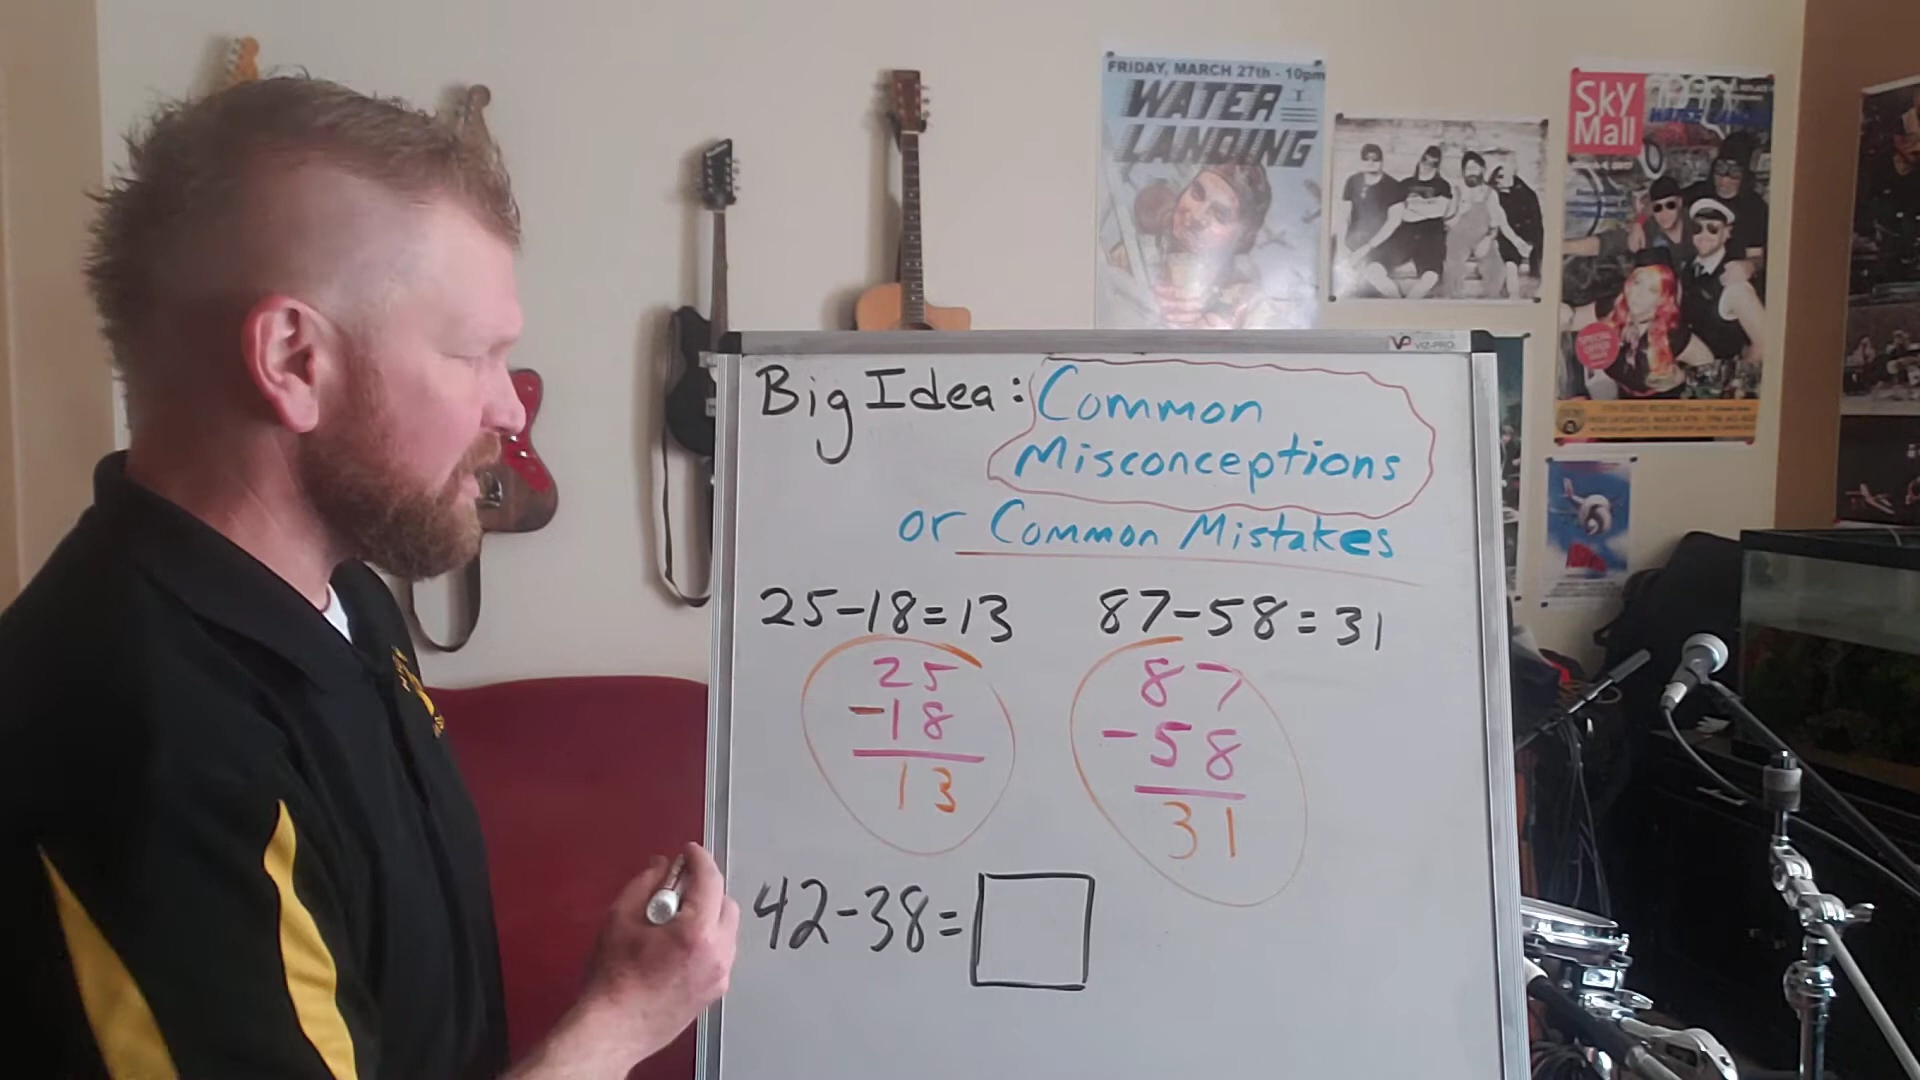 FRIDAY, MARCH 27th - 10pm
WATER
LANDING
SkY
Mall
VP VIZ-PRO
Big Idea: Common
Misconceptions
or Common Mistakes
25-18=13
87-58=31
25
-18
13
87
-58
31
42-38=